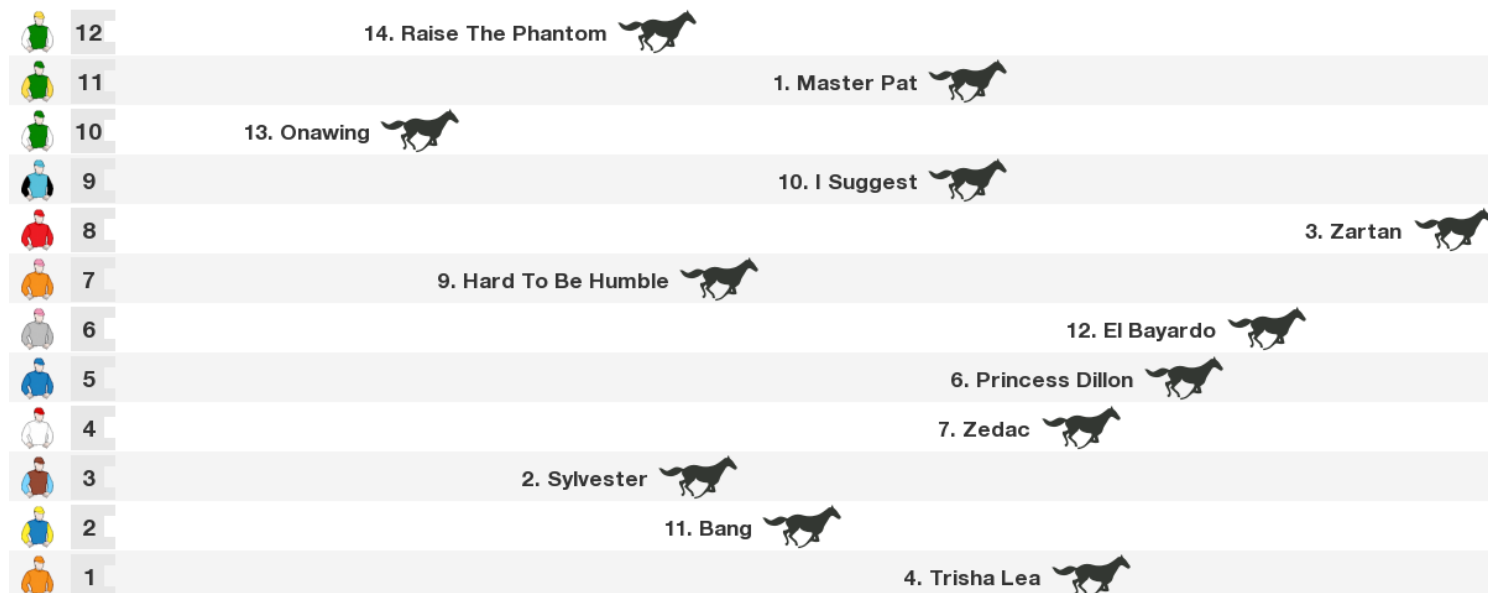 12 14. Raise The Phantom
11 1. Master Pat
10 13. Onawing
9 10. I Suggest
8 3. Zartan
7 9. Hard To Be Humble
6 12. El Bayardo
5 6. Princess Dillon
4 7. Zedac
3 2. Sylvester
2 11. Bang
1 4. Trisha Lea